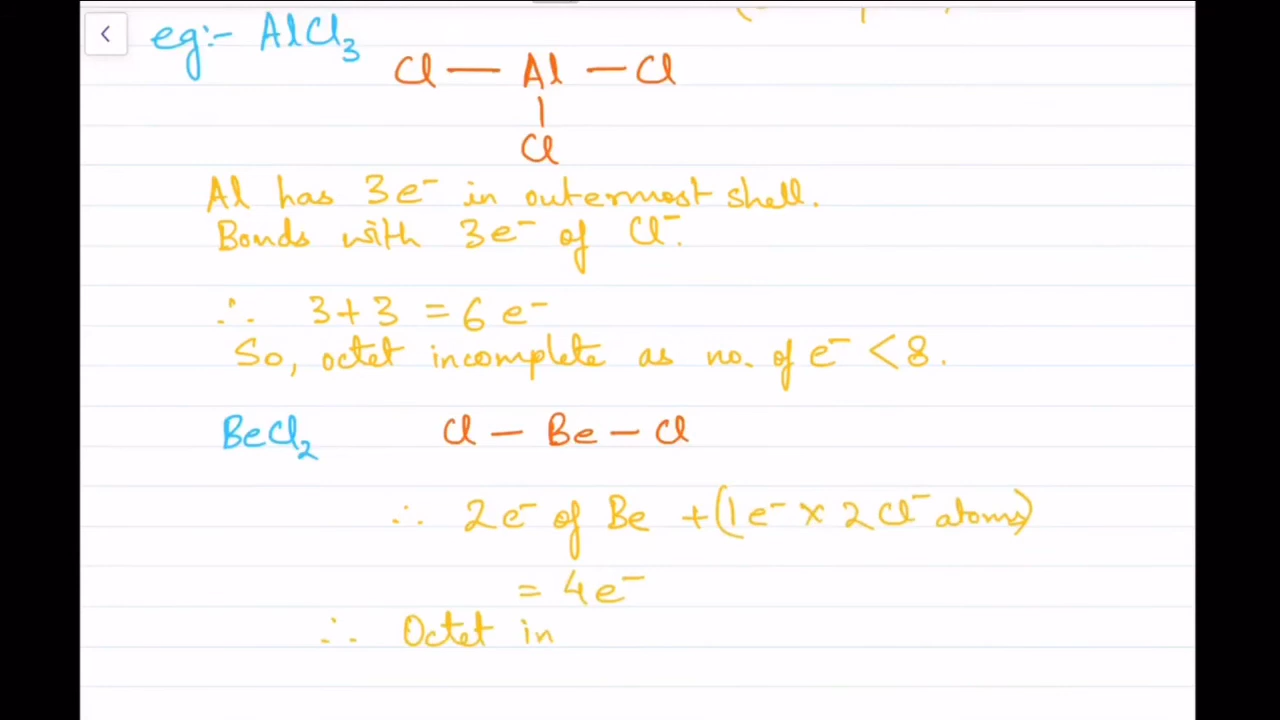 eg:- AlCl3
Cl — Al — Cl
|
Cl
Al has 3e⁻ in outermost shell.
Bonds with 3e⁻ of Cl⁻.
∴ 3+3 = 6 e⁻
So, octet incomplete as no. of e⁻ < 8.
BeCl2 Cl — Be — Cl
∴ 2e⁻ of Be + (1e⁻ × 2 Cl⁻ atoms)
= 4e⁻
∴ Octet in